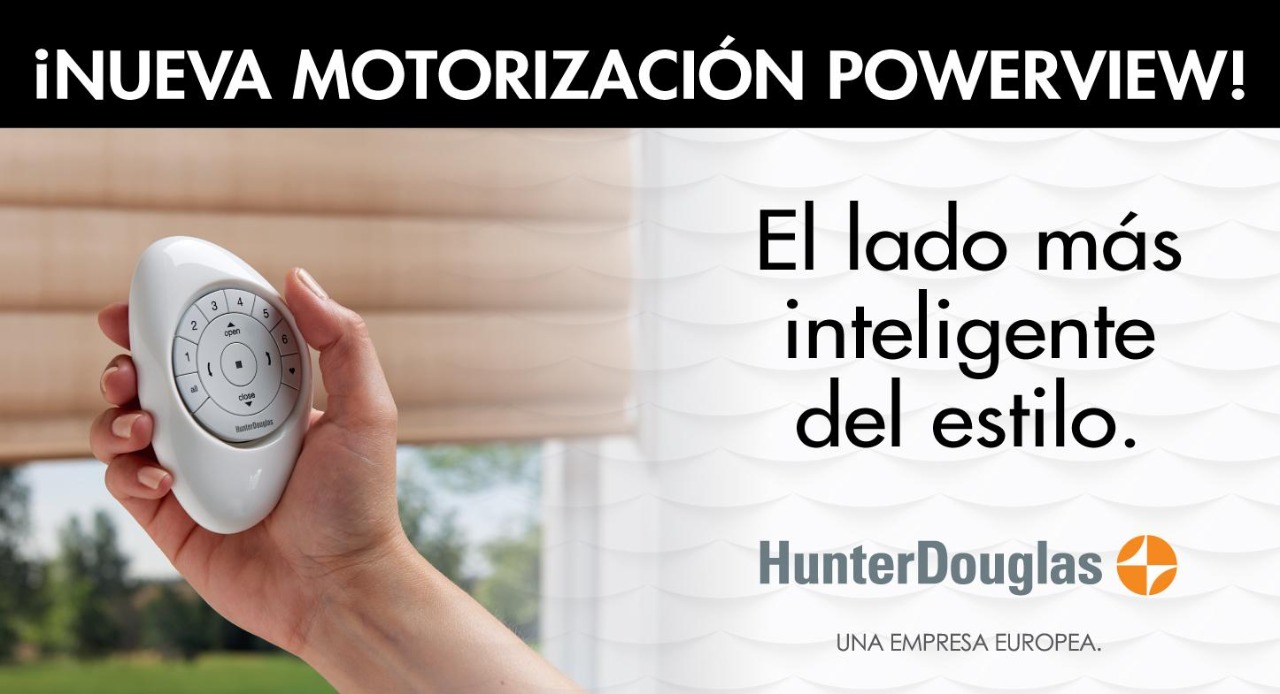 ¡NUEVA MOTORIZACIÓN POWERVIEW!
El lado más
inteligente
del estilo.
HunterDouglas
UNA EMPRESA EUROPEA.
all
1
2
3
4
5
6
open
close
HunterDouglas